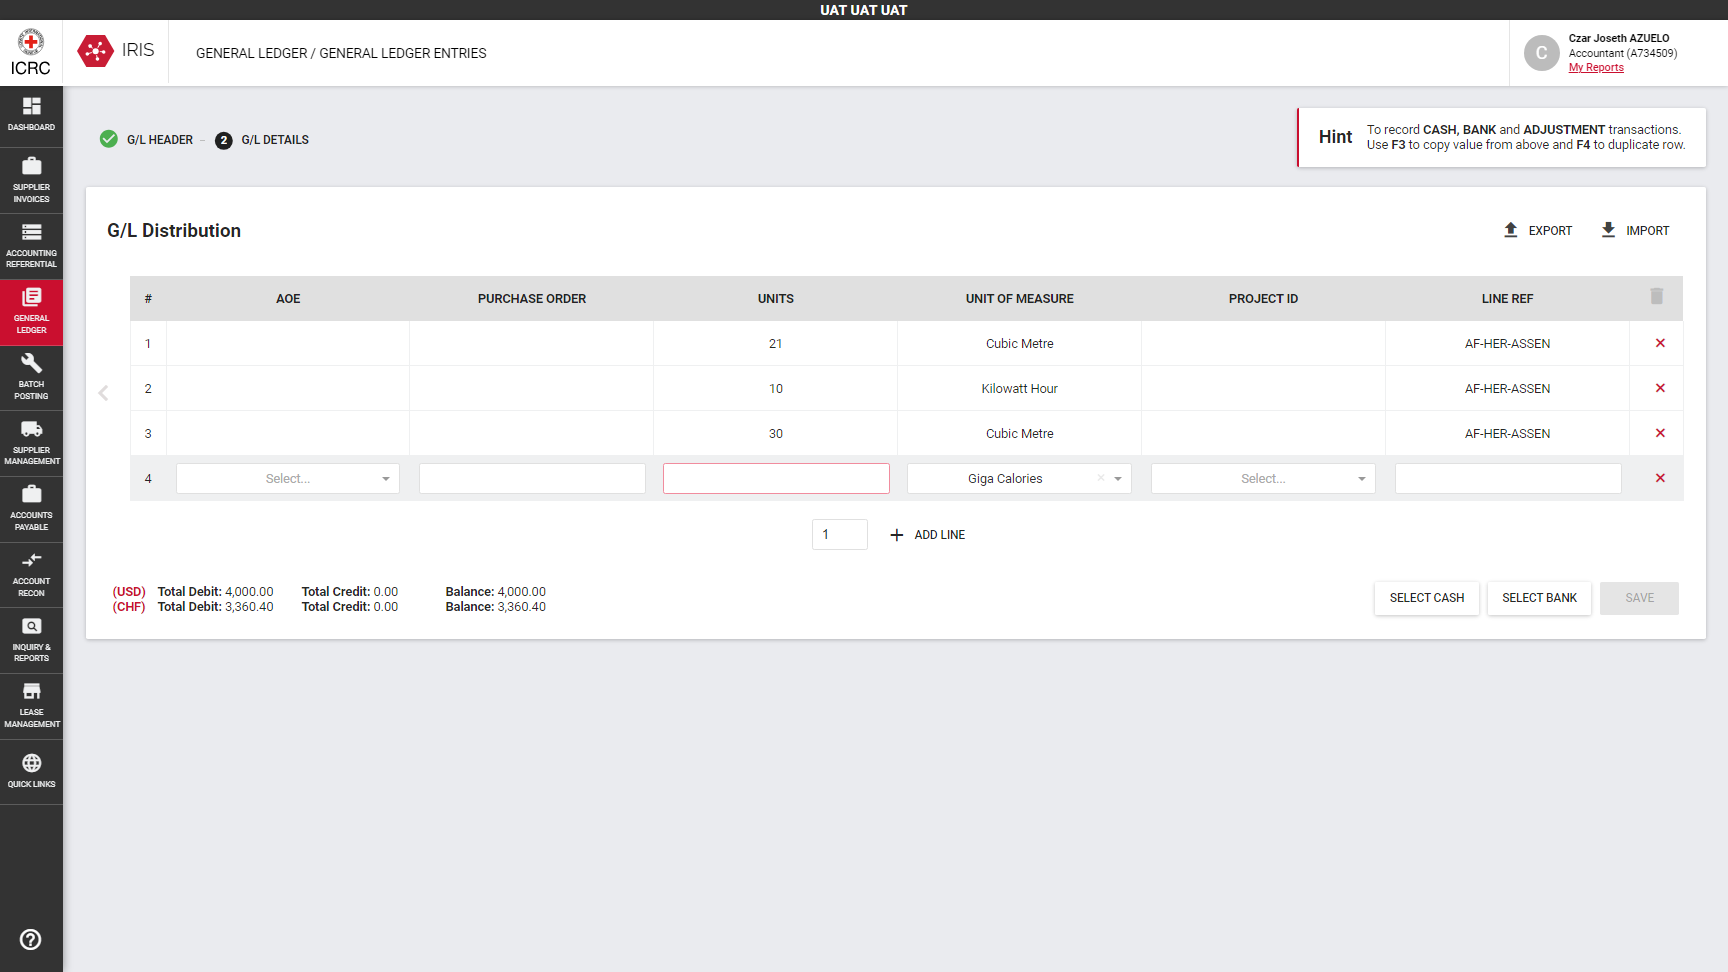 UAT UAT UAT
ICRC
IRIS
GENERAL LEDGER / GENERAL LEDGER ENTRIES
C
Czar Joseth AZUELO
Accountant (A734509)
My Reports
DASHBOARD
SUPPLIER
INVOICES
ACCOUNTING
REFERENTIAL
GENERAL
LEDGER
BATCH
POSTING
SUPPLIER
MANAGEMENT
ACCOUNTS
PAYABLE
ACCOUNT
RECON
INQUIRY &
REPORTS
LEASE
MANAGEMENT
QUICK LINKS
G/L HEADER – 2 G/L DETAILS
Hint
To record CASH, BANK and ADJUSTMENT transactions.
Use F3 to copy value from above and F4 to duplicate row.
G/L Distribution
EXPORT IMPORT
# AOE PURCHASE ORDER UNITS UNIT OF MEASURE PROJECT ID LINE REF
1 21 Cubic Metre AF-HER-ASSEN
2 10 Kilowatt Hour AF-HER-ASSEN
3 30 Cubic Metre AF-HER-ASSEN
4 Select... Giga Calories × Select...
1 + ADD LINE
(USD) Total Debit: 4,000.00 Total Credit: 0.00 Balance: 4,000.00
(CHF) Total Debit: 3,360.40 Total Credit: 0.00 Balance: 3,360.40
SELECT CASH SELECT BANK SAVE